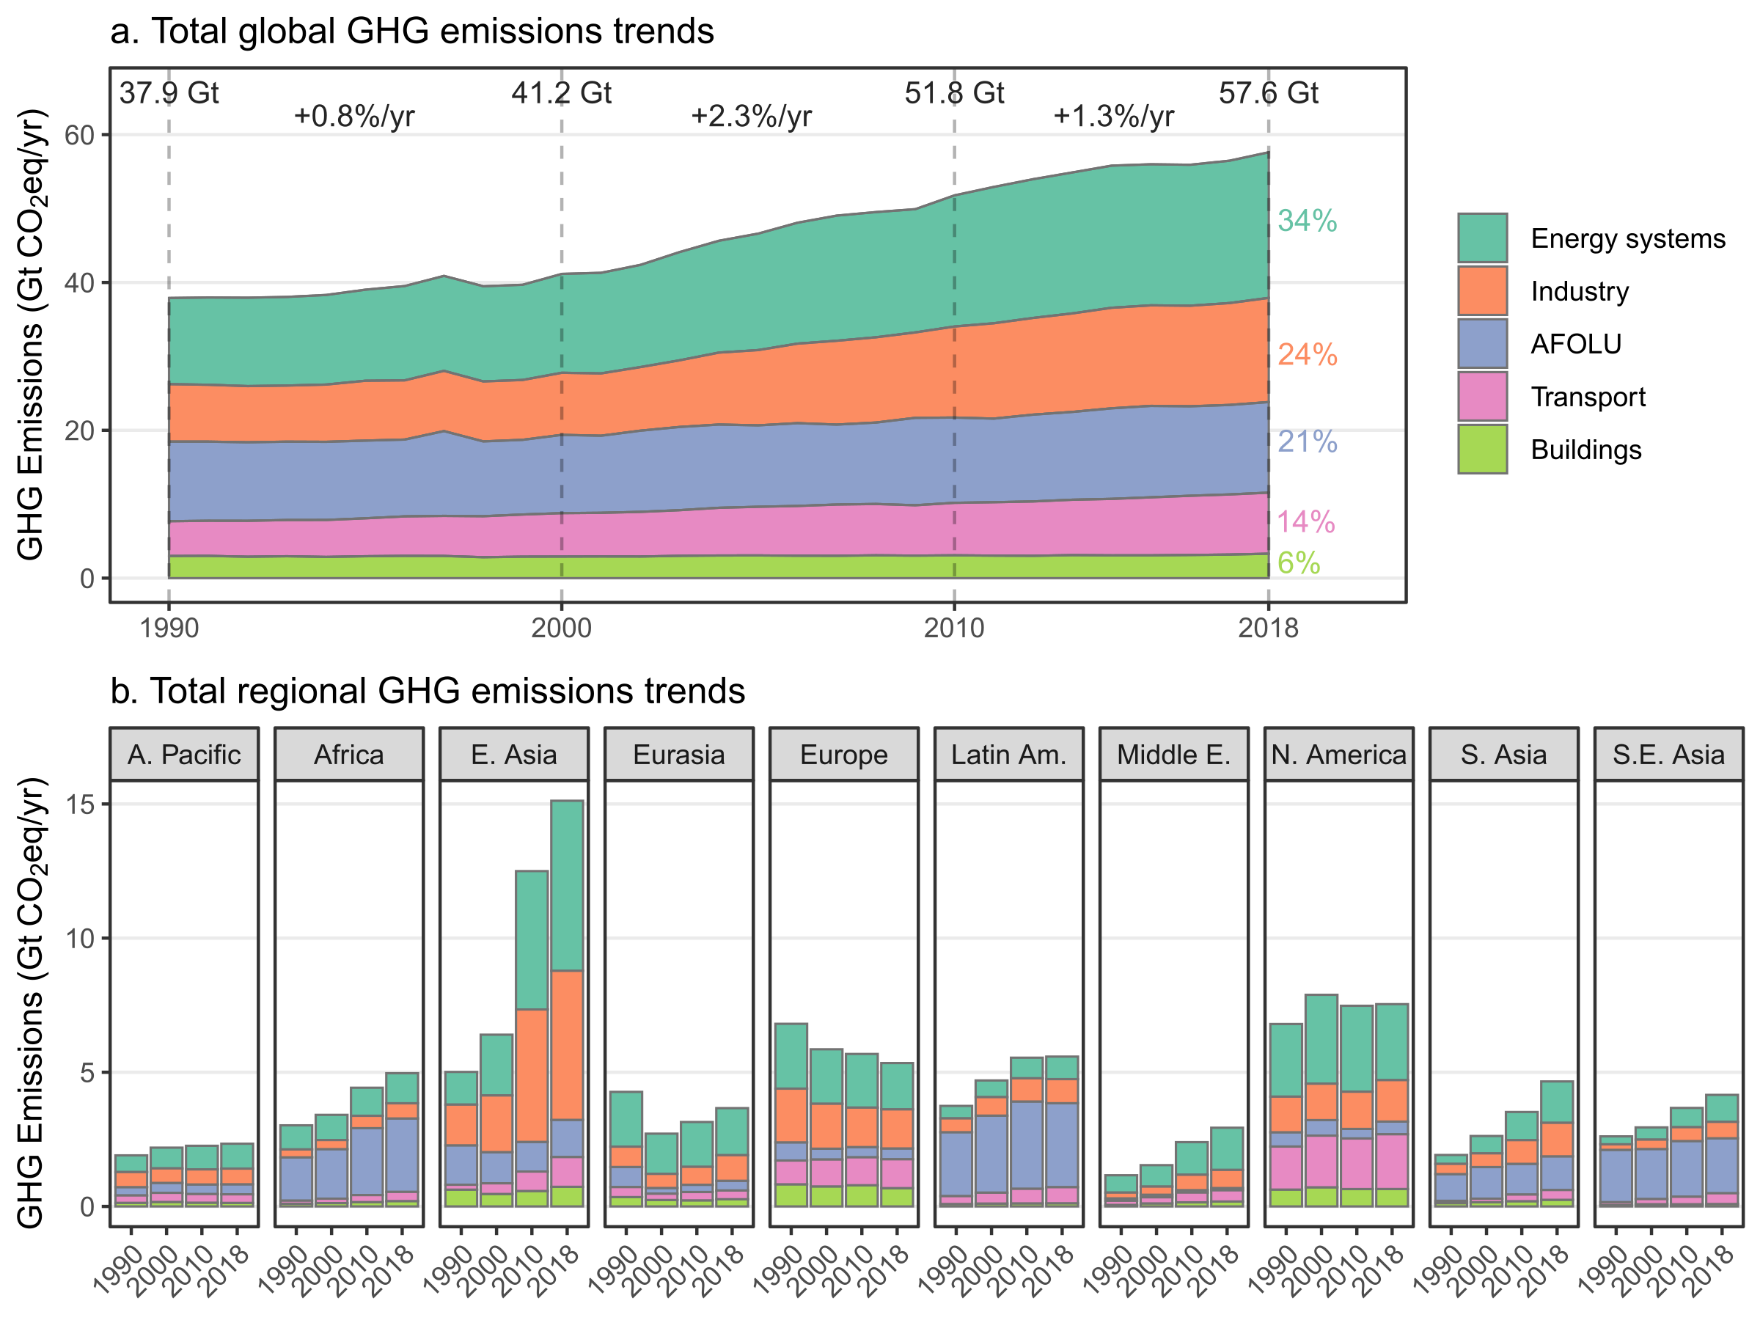 a. Total global GHG emissions trends
37.9 Gt 41.2 Gt 51.8 Gt 57.6 Gt
+0.8%/yr +2.3%/yr +1.3%/yr
GHG Emissions (Gt CO₂eq/yr)
60
40
20
0
34%
24%
21%
14%
6%
1990 2000 2010 2018
Energy systems
Industry
AFOLU
Transport
Buildings
b. Total regional GHG emissions trends
A. Pacific Africa E. Asia Eurasia Europe Latin Am. Middle E. N. America S. Asia S.E. Asia
GHG Emissions (Gt CO₂eq/yr)
15
10
5
0
1990 2000 2010 2018 1990 2000 2010 2018 1990 2000 2010 2018 1990 2000 2010 2018 1990 2000 2010 2018 1990 2000 2010 2018 1990 2000 2010 2018 1990 2000 2010 2018 1990 2000 2010 2018 1990 2000 2010 2018